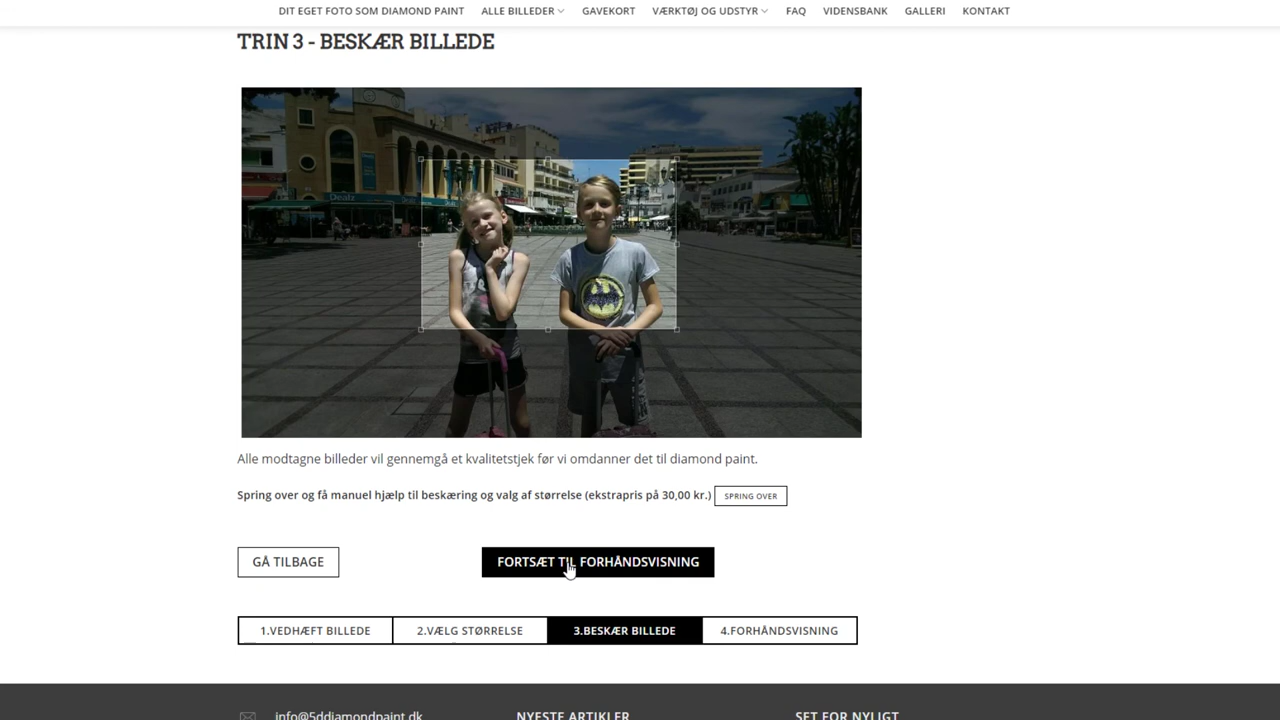 DIT EGET FOTO SOM DIAMOND PAINT ALLE BILLEDER GAVEKORT VÆRKTØJ OG UDSTYR FAQ VIDENSBANK GALLERI KONTAKT
TRIN 3 - BESKÆR BILLEDE
Dealz
Alle modtagne billeder vil gennemgå et kvalitetstjek før vi omdanner det til diamond paint.
Spring over og få manuel hjælp til beskæring og valg af størrelse (ekstrapris på 30,00 kr.) SPRING OVER
GÅ TILBAGE FORTSÆT TIL FORHÅNDSVISNING
1.VEDHÆFT BILLEDE 2.VÆLG STØRRELSE 3.BESKÆR BILLEDE 4.FORHÅNDSVISNING
info@5ddiamondpaint.dk NYESTE ARTIKLER SET FOR NYLIGT